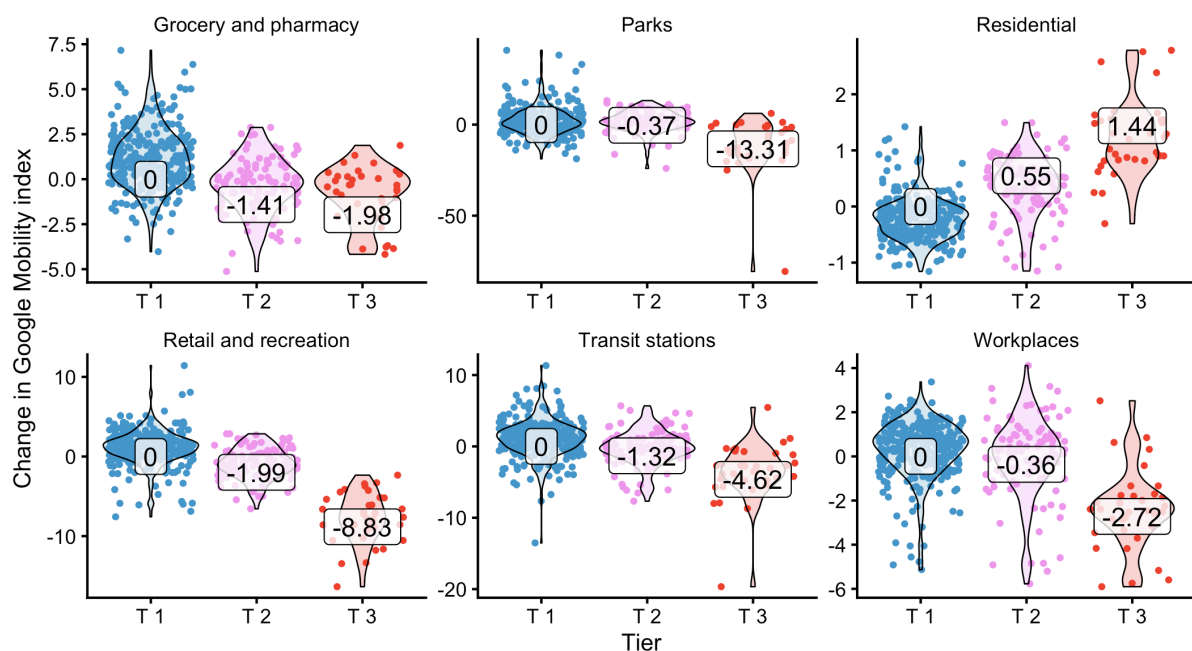 Grocery and pharmacy
Parks
Residential
Change in Google Mobility index
7.5
5.0
2.5
0.0
-2.5
-5.0
0
-1.41
-1.98
T 1
T 2
T 3
0
-50
0
-0.37
-13.31
T 1
T 2
T 3
2
1
0
-1
0
0.55
1.44
T 1
T 2
T 3
Retail and recreation
Transit stations
Workplaces
10
0
-10
0
-1.99
-8.83
T 1
T 2
T 3
10
0
-10
-20
0
-1.32
-4.62
T 1
T 2
T 3
4
2
0
-2
-4
-6
0
-0.36
-2.72
T 1
T 2
T 3
Tier